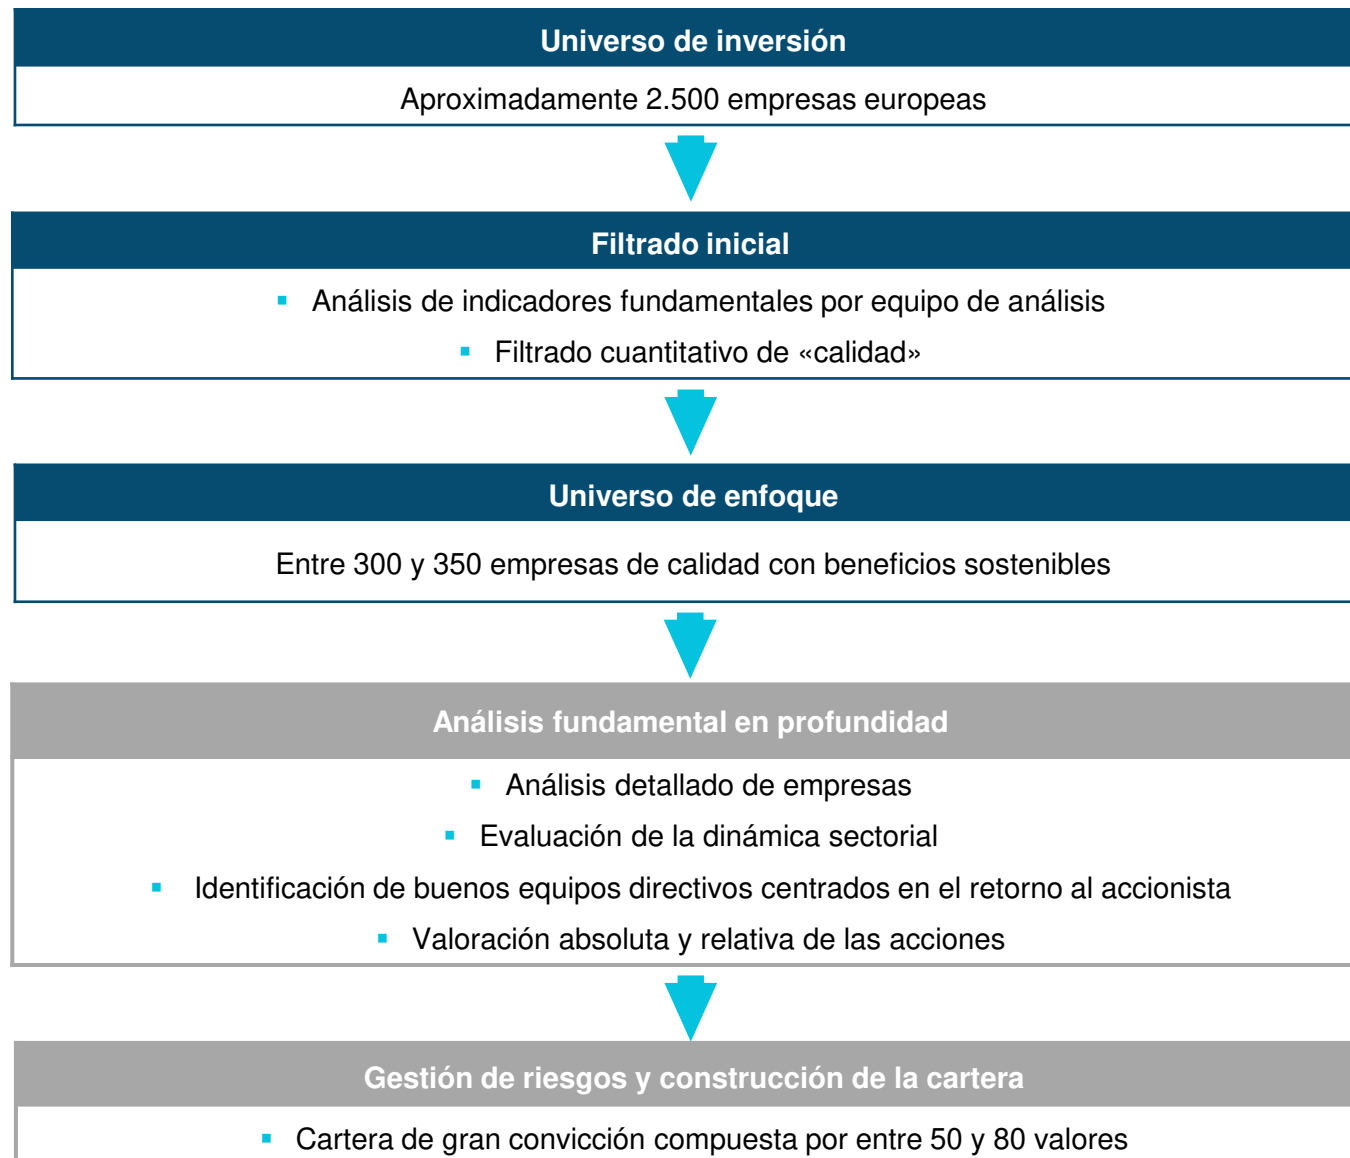 Universo de inversión
Aproximadamente 2.500 empresas europeas
Filtrado inicial
▪ Análisis de indicadores fundamentales por equipo de análisis
▪ Filtrado cuantitativo de «calidad»
Universo de enfoque
Entre 300 y 350 empresas de calidad con beneficios sostenibles
Análisis fundamental en profundidad
▪ Análisis detallado de empresas
▪ Evaluación de la dinámica sectorial
▪ Identificación de buenos equipos directivos centrados en el retorno al accionista
▪ Valoración absoluta y relativa de las acciones
Gestión de riesgos y construcción de la cartera
▪ Cartera de gran convicción compuesta por entre 50 y 80 valores